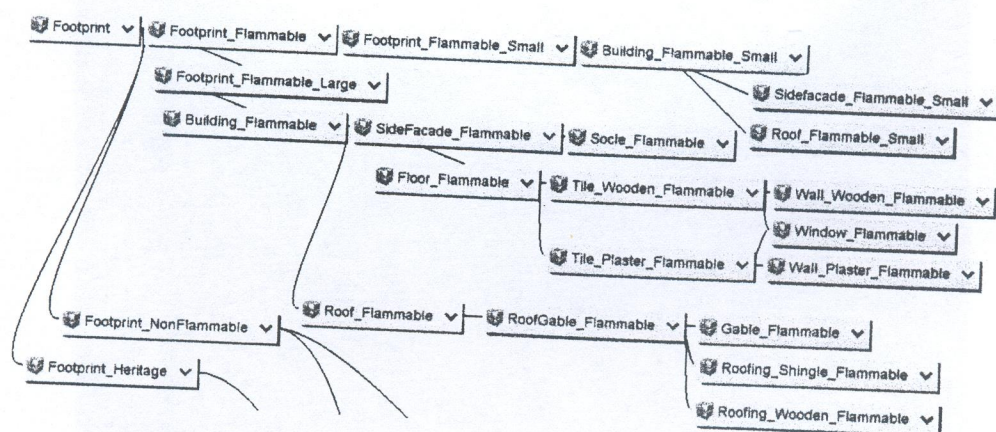 Footprint
Footprint_Flammable
Footprint_Flammable_Small
Building_Flammable_Small
Footprint_Flammable_Large
Sidefacade_Flammable_Small
Building_Flammable
SideFacade_Flammable
Socle_Flammable
Roof_Flammable_Small
Floor_Flammable
Tile_Wooden_Flammable
Wall_Wooden_Flammable
Window_Flammable
Tile_Plaster_Flammable
Wall_Plaster_Flammable
Footprint_NonFlammable
Roof_Flammable
RoofGable_Flammable
Gable_Flammable
Footprint_Heritage
Roofing_Shingle_Flammable
Roofing_Wooden_Flammable